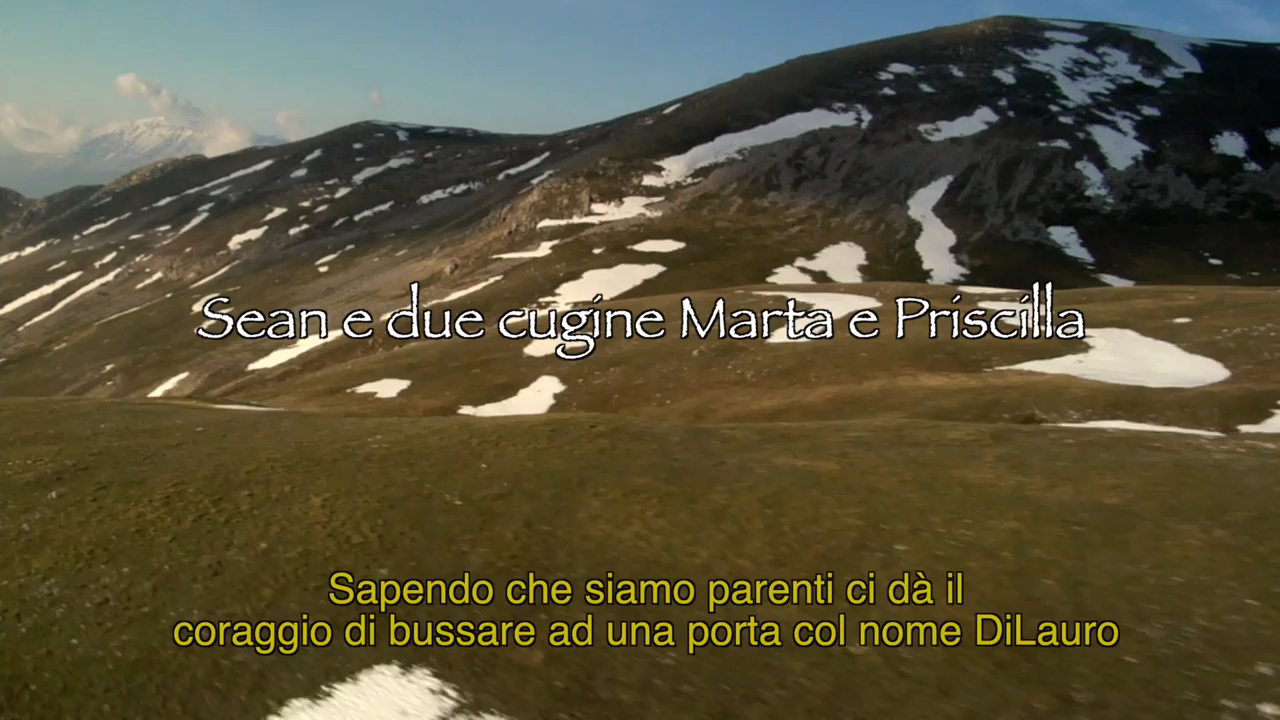 Sean e due cugine Marta e Priscilla
Sapendo che siamo parenti ci dà il
coraggio di bussare ad una porta col nome DiLauro